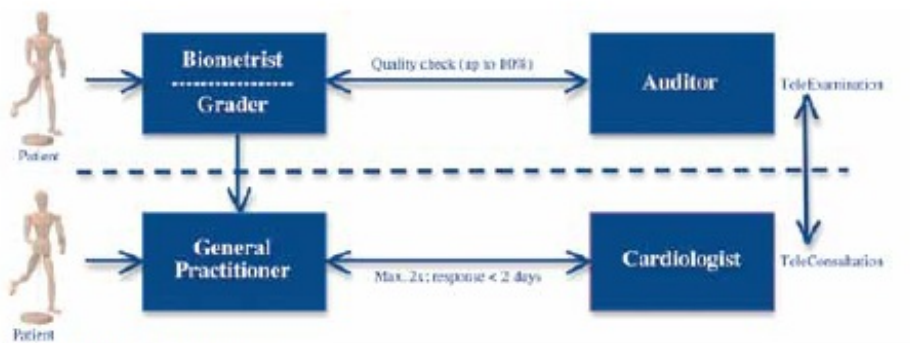 Biometrist
Grader
Quality check (up to 10%)
Auditor
TeleExamination
Patient
General
Practitioner
Max. 2x; response < 2 days
Cardiologist
TeleConsultation
Patient